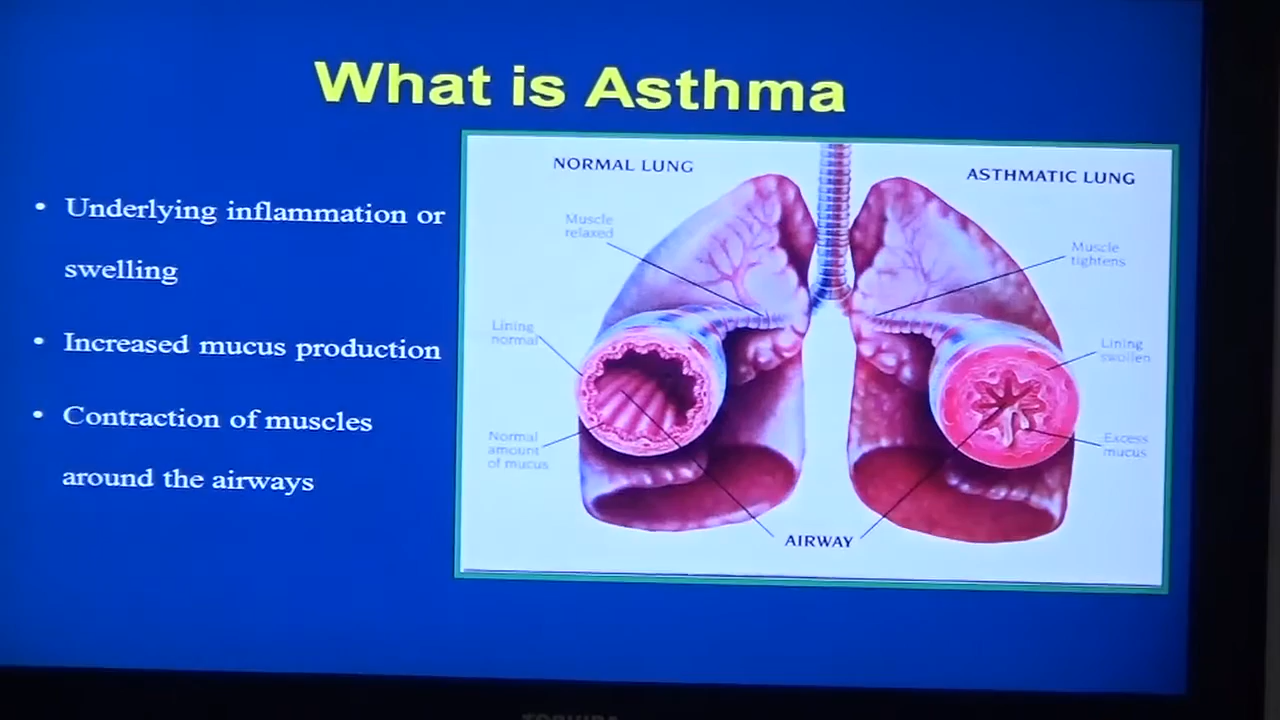 What is Asthma
• Underlying inflammation or
swelling
• Increased mucus production
• Contraction of muscles
around the airways
NORMAL LUNG
ASTHMATIC LUNG
Muscle
relaxed
Muscle
tightens
Lining
normal
Lining
swollen
Normal
amount
of mucus
Excess
mucus
AIRWAY